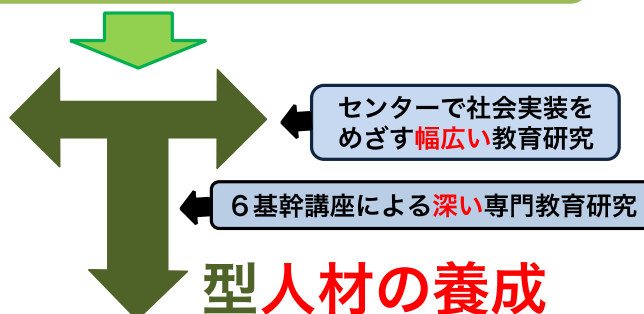 センターで社会実装を
めざす幅広い教育研究
６基幹講座による深い専門教育研究
型人材の養成